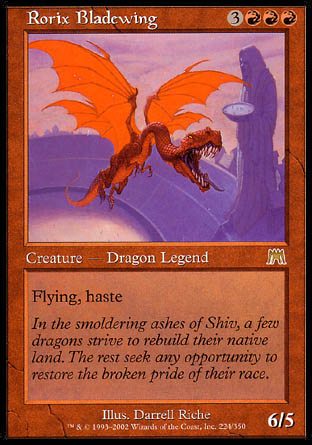 Rorix Bladewing 3
Creature — Dragon Legend
Flying, haste
In the smoldering ashes of Shiv, a few
dragons strive to rebuild their native
land. The rest seek any opportunity to
restore the broken pride of their race.
Illus. Darrell Riche
™ & © 1993–2002 Wizards of the Coast, Inc. 224/350
6/5